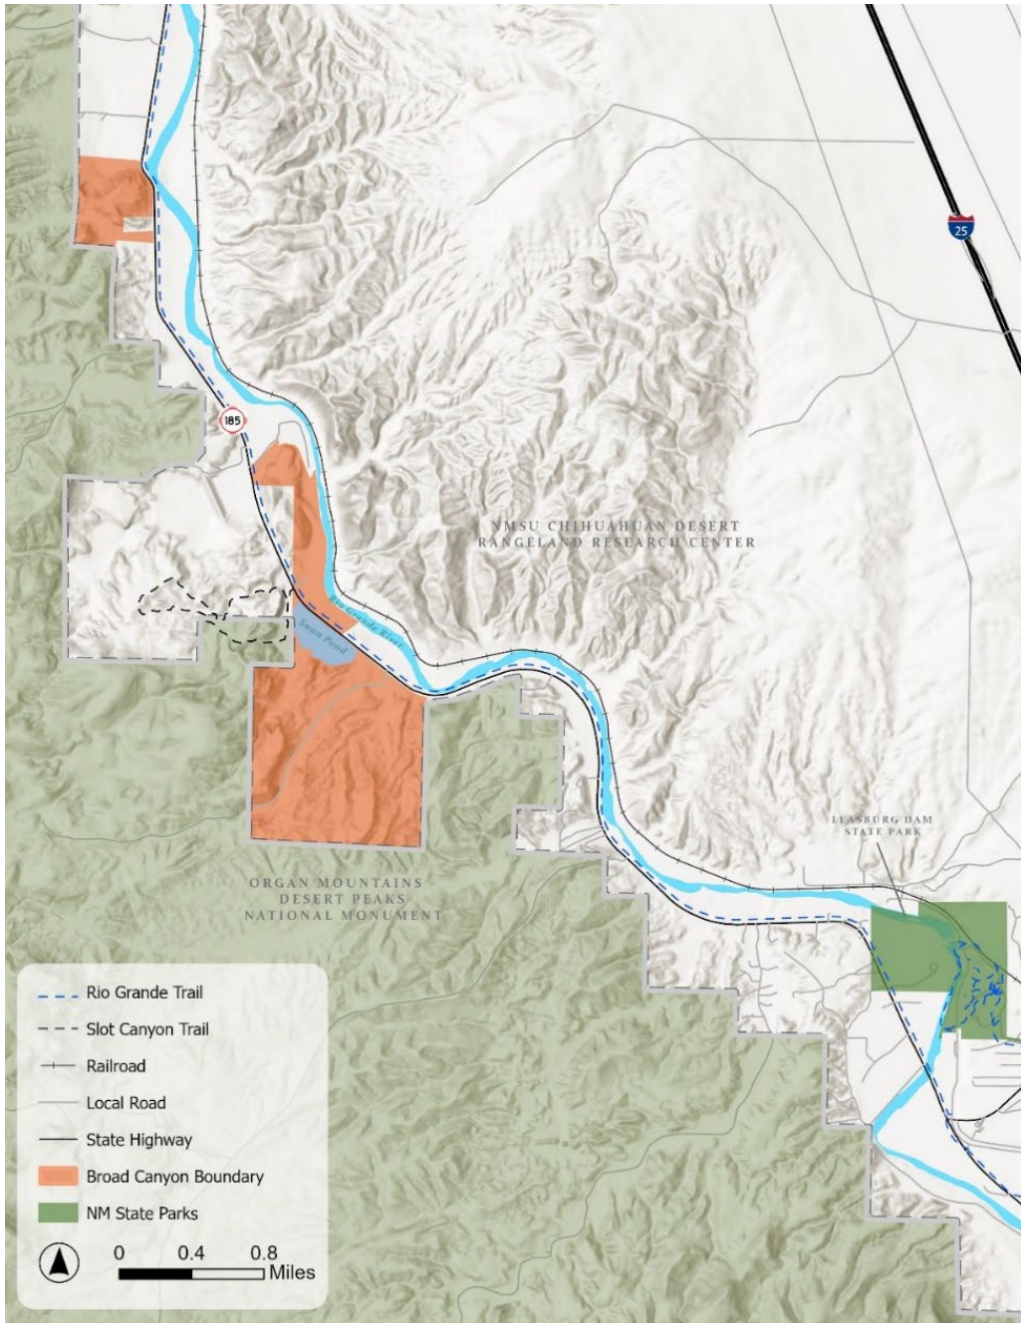 25
185
NMSU CHIHUAHUAN DESERT
RANGELAND RESEARCH CENTER
Rio Grande River
Swan Pond
LEASBURG DAM
STATE PARK
ORGAN MOUNTAINS -
DESERT PEAKS
NATIONAL MONUMENT
Rio Grande Trail
Slot Canyon Trail
Railroad
Local Road
State Highway
Broad Canyon Boundary
NM State Parks
0 0.4 0.8
Miles